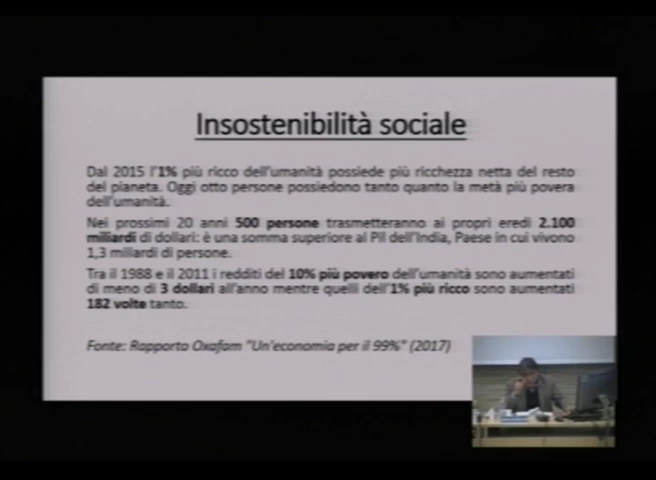 Insostenibilità sociale
Dal 2015 l'1% più ricco dell'umanità possiede più ricchezza netta del resto
del pianeta. Oggi otto persone possiedono tanto quanto la metà più povera
dell'umanità.
Nei prossimi 20 anni 500 persone trasmetteranno ai propri eredi 2.100
miliardi di dollari: è una somma superiore al Pil dell'India, Paese in cui vivono
1,3 miliardi di persone.
Tra il 1988 e il 2011 i redditi del 10% più povero dell'umanità sono aumentati
di meno di 3 dollari all'anno mentre quelli dell'1% più ricco sono aumentati
182 volte tanto.
Fonte: Rapporto Oxafam "Un'economia per il 99%" (2017)